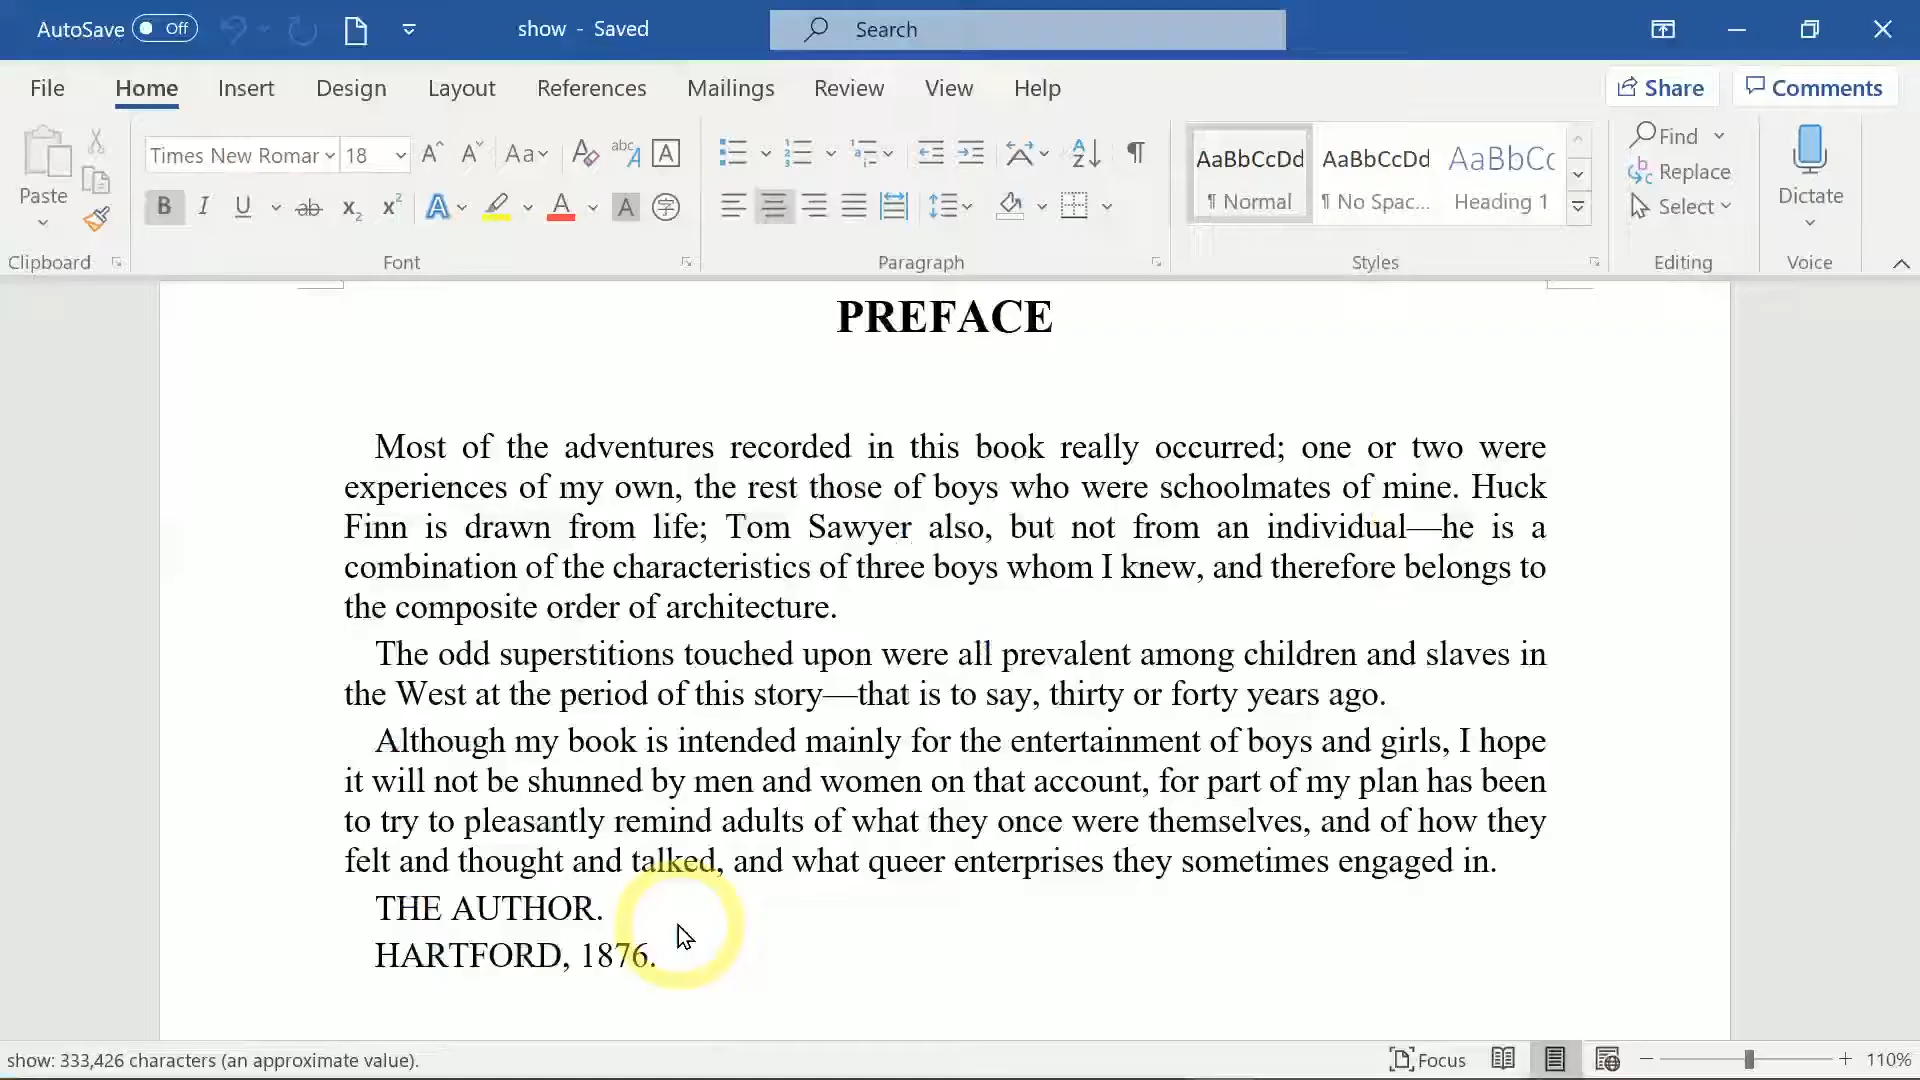 AutoSave Off show - Saved Search
File Home Insert Design Layout References Mailings Review View Help Share Comments
Paste Times New Roman 18 Aa abc A AaBbCcDd AaBbCcDd AaBbCc Find Replace Select Dictate
B I U ab x₂ x² A A A 字 ¶ Normal ¶ No Spac... Heading 1
Clipboard Font Paragraph Styles Editing Voice
PREFACE
Most of the adventures recorded in this book really occurred; one or two were
experiences of my own, the rest those of boys who were schoolmates of mine. Huck
Finn is drawn from life; Tom Sawyer also, but not from an individual—he is a
combination of the characteristics of three boys whom I knew, and therefore belongs to
the composite order of architecture.
The odd superstitions touched upon were all prevalent among children and slaves in
the West at the period of this story—that is to say, thirty or forty years ago.
Although my book is intended mainly for the entertainment of boys and girls, I hope
it will not be shunned by men and women on that account, for part of my plan has been
to try to pleasantly remind adults of what they once were themselves, and of how they
felt and thought and talked, and what queer enterprises they sometimes engaged in.
THE AUTHOR.
HARTFORD, 1876.
show: 333,426 characters (an approximate value). Focus 110%